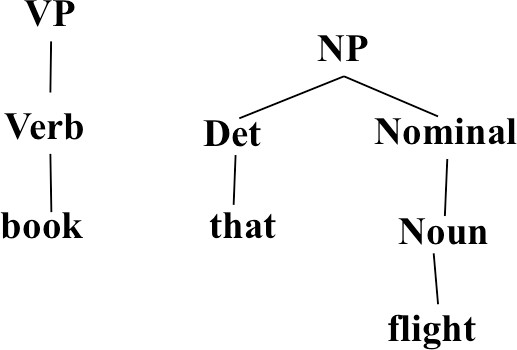 VP
NP
Verb
Det
Nominal
book
that
Noun
flight